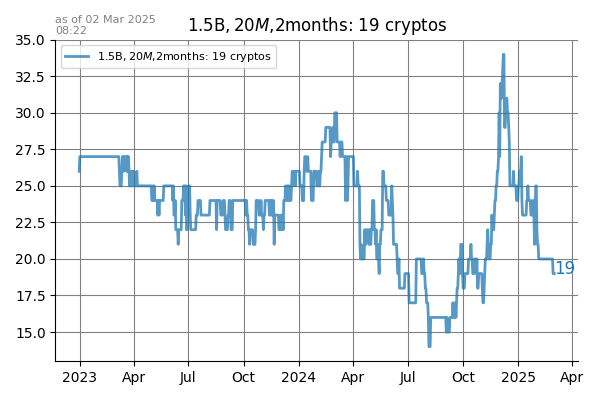 as of 02 Mar 2025
08:22
1.5B, 20M,2months: 19 cryptos
1.5B, 20M,2months: 19 cryptos
35.0
32.5
30.0
27.5
25.0
22.5
20.0
17.5
15.0
19
2023 Apr Jul Oct 2024 Apr Jul Oct 2025 Apr